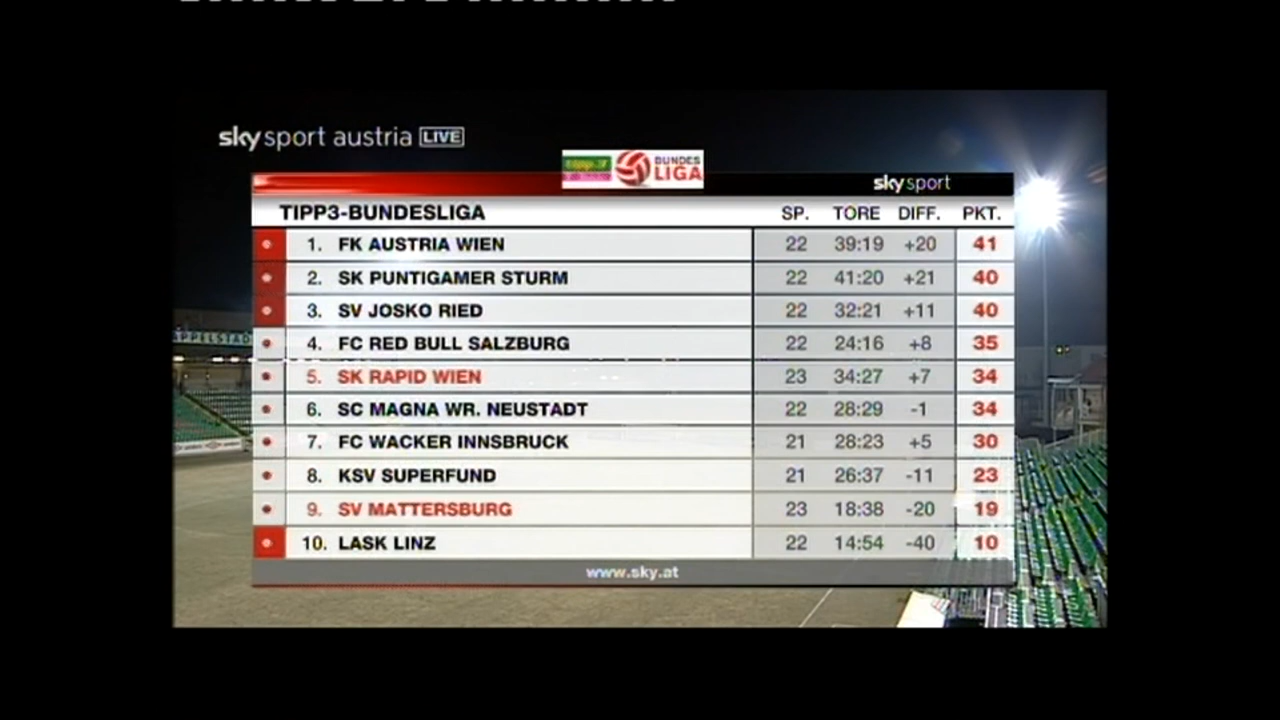 sky sport austria LIVE
BUNDES
LIGA
sky sport
TIPP3-BUNDESLIGA SP. TORE DIFF. PKT.
1. FK AUSTRIA WIEN 22 39:19 +20 41
2. SK PUNTIGAMER STURM 22 41:20 +21 40
3. SV JOSKO RIED 22 32:21 +11 40
4. FC RED BULL SALZBURG 22 24:16 +8 35
5. SK RAPID WIEN 23 34:27 +7 34
6. SC MAGNA WR. NEUSTADT 22 28:29 -1 34
7. FC WACKER INNSBRUCK 21 28:23 +5 30
8. KSV SUPERFUND 21 26:37 -11 23
9. SV MATTERSBURG 23 18:38 -20 19
10. LASK LINZ 22 14:54 -40 10
www.sky.at